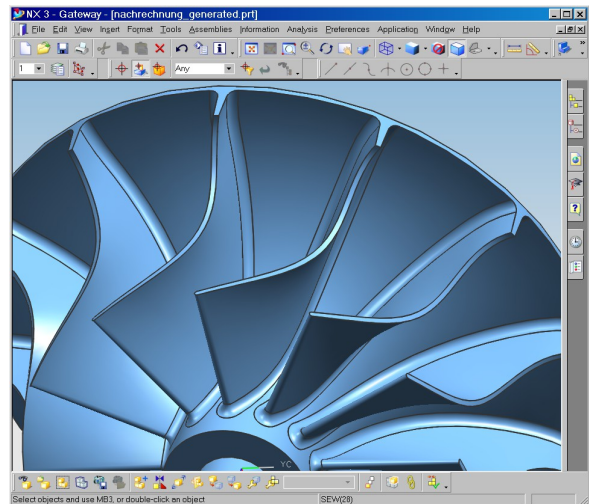 NX 3 - Gateway - [nachrechnung_generated.prt]
File Edit View Insert Format Tools Assemblies Information Analysis Preferences Application Window Help
1 Any
YC
Select objects and use MB3, or double-click an object SEW(28)